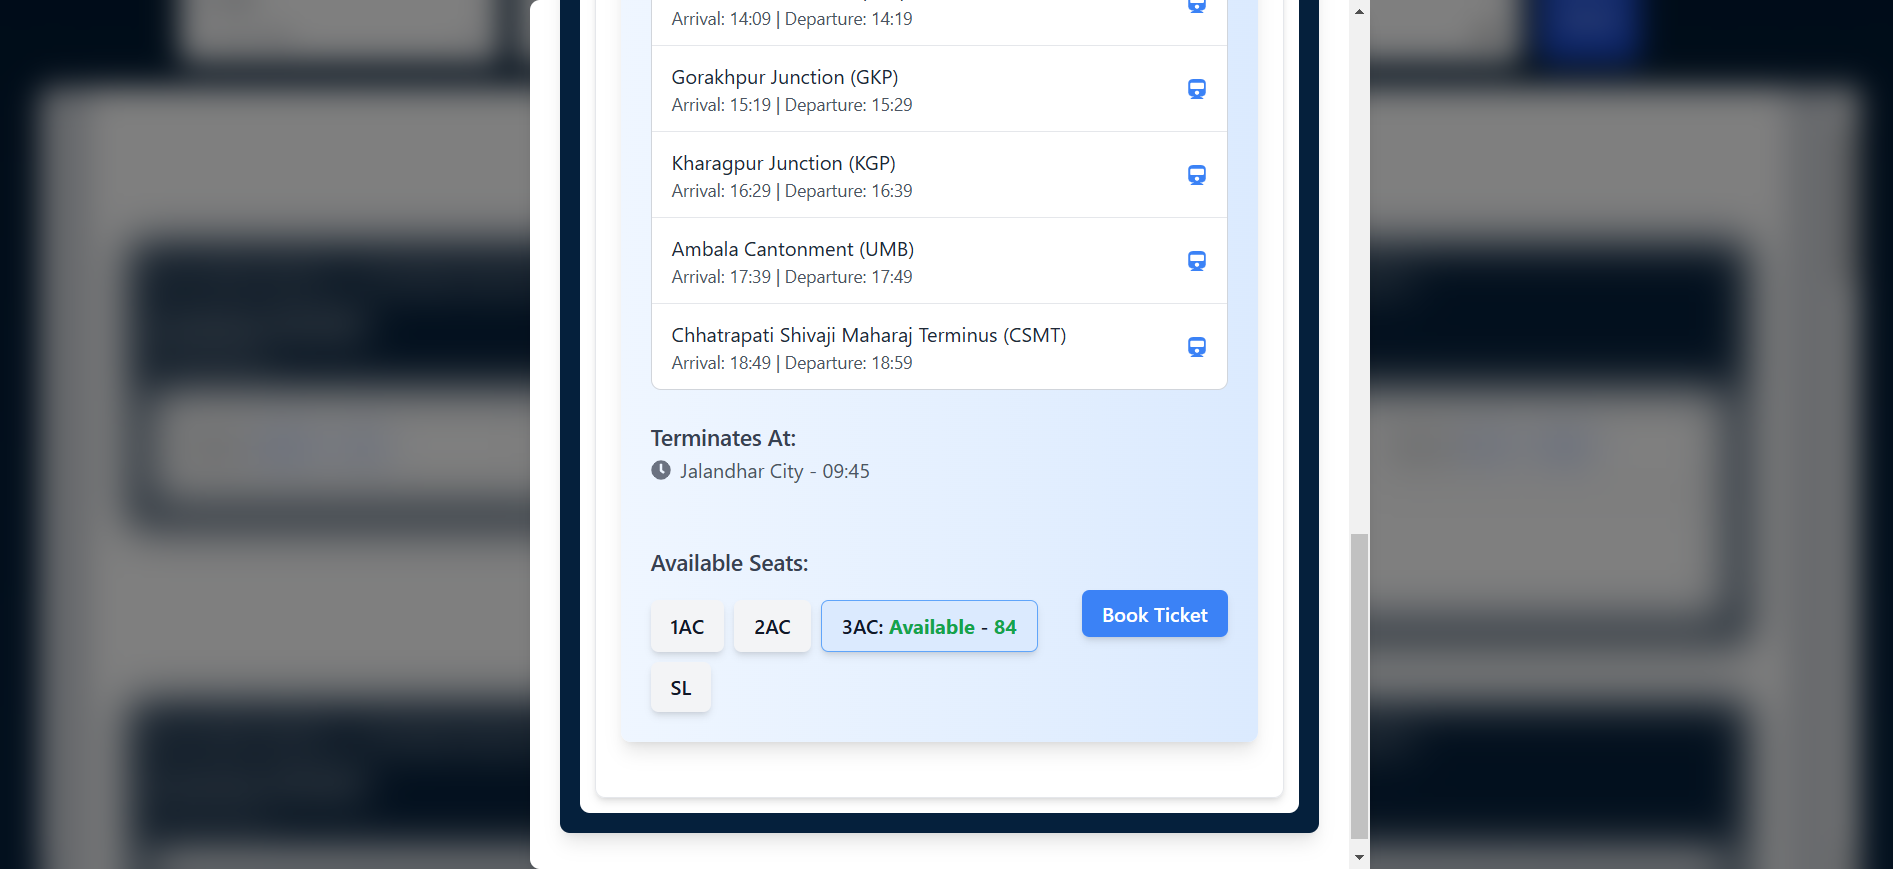 Arrival: 14:09 | Departure: 14:19
Gorakhpur Junction (GKP)
Arrival: 15:19 | Departure: 15:29
Kharagpur Junction (KGP)
Arrival: 16:29 | Departure: 16:39
Ambala Cantonment (UMB)
Arrival: 17:39 | Departure: 17:49
Chhatrapati Shivaji Maharaj Terminus (CSMT)
Arrival: 18:49 | Departure: 18:59
Terminates At:
Jalandhar City - 09:45
Available Seats:
1AC
2AC
3AC: Available - 84
Book Ticket
SL